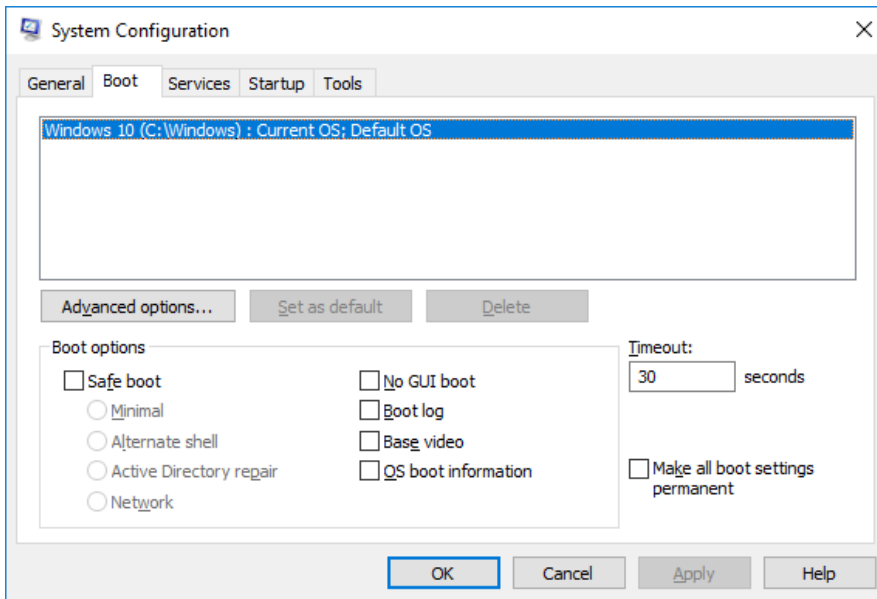 System Configuration
General Boot Services Startup Tools
Windows 10 (C:\Windows) : Current OS; Default OS
Advanced options... Set as default Delete
Boot options
Timeout:
Safe boot No GUI boot 30 seconds
Minimal Boot log
Alternate shell Base video
Active Directory repair OS boot information Make all boot settings
permanent
Network
OK Cancel Apply Help